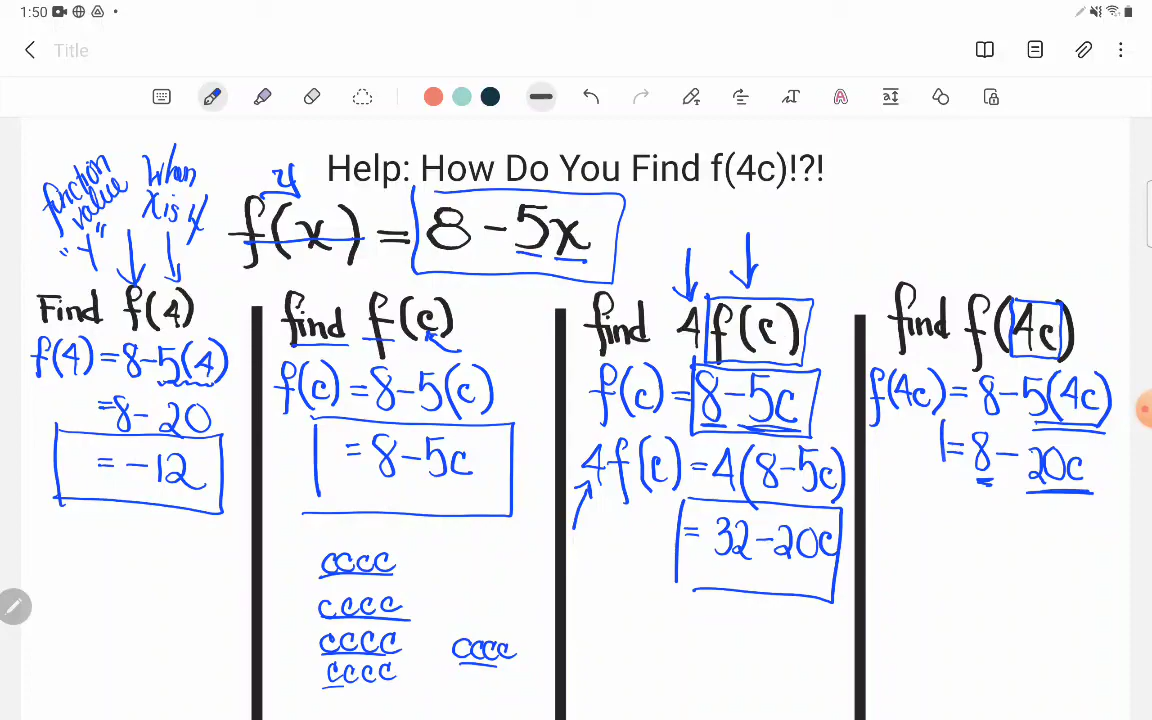 1:50
Title
Help: How Do You Find f(4c)!?!
function value "y"
When x is 4
y
f(x) = 8 - 5x
Find f(4)
f(4) = 8 - 5(4)
= 8 - 20
= -12
find f(c)
f(c) = 8 - 5(c)
= 8 - 5c
cccc
cccc
cccc
cccc
cccc
find 4f(c)
f(c) = 8 - 5c
4f(c) = 4(8 - 5c)
= 32 - 20c
find f(4c)
f(4c) = 8 - 5(4c)
= 8 - 20c